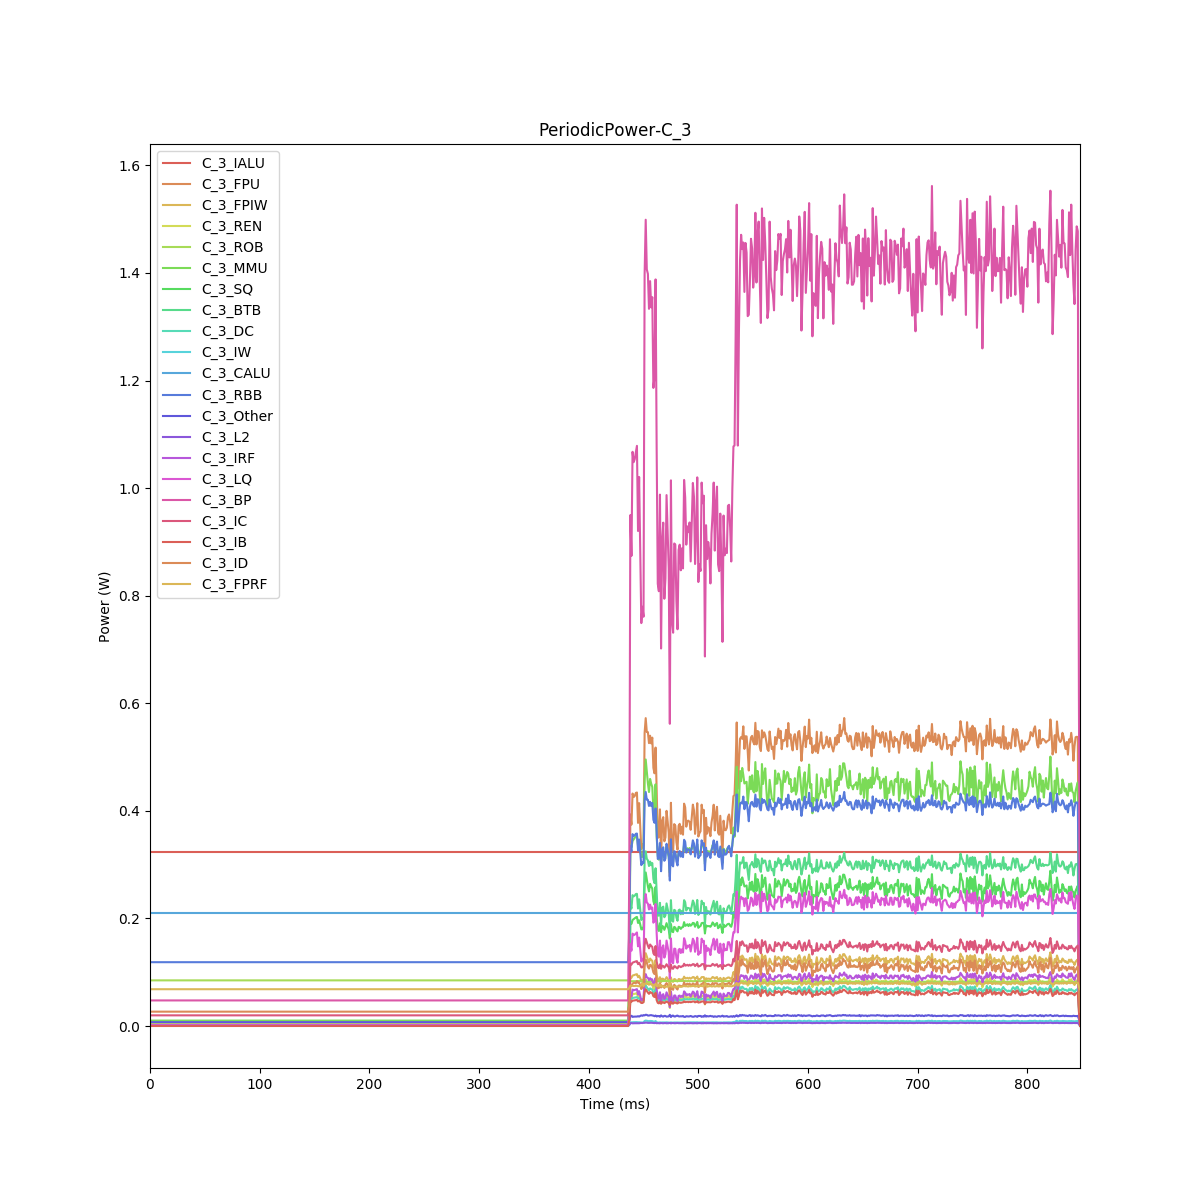 PeriodicPower-C_3
C_3_IALU
C_3_FPU
C_3_FPIW
C_3_REN
C_3_ROB
C_3_MMU
C_3_SQ
C_3_BTB
C_3_DC
C_3_IW
C_3_CALU
C_3_RBB
C_3_Other
C_3_L2
C_3_IRF
C_3_LQ
C_3_BP
C_3_IC
C_3_IB
C_3_ID
C_3_FPRF
1.6
1.4
1.2
1.0
0.8
0.6
0.4
0.2
0.0
Power (W)
0 100 200 300 400 500 600 700 800
Time (ms)